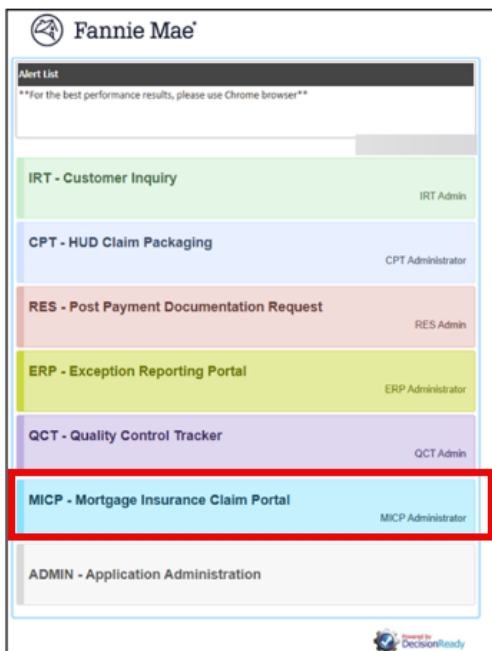 Fannie Mae®
Alert List
**For the best performance results, please use Chrome browser**
IRT - Customer Inquiry
IRT Admin
CPT - HUD Claim Packaging
CPT Administrator
RES - Post Payment Documentation Request
RES Admin
ERP - Exception Reporting Portal
ERP Administrator
QCT - Quality Control Tracker
QCT Admin
MICP - Mortgage Insurance Claim Portal
MICP Administrator
ADMIN - Application Administration
Powered by
DecisionReady